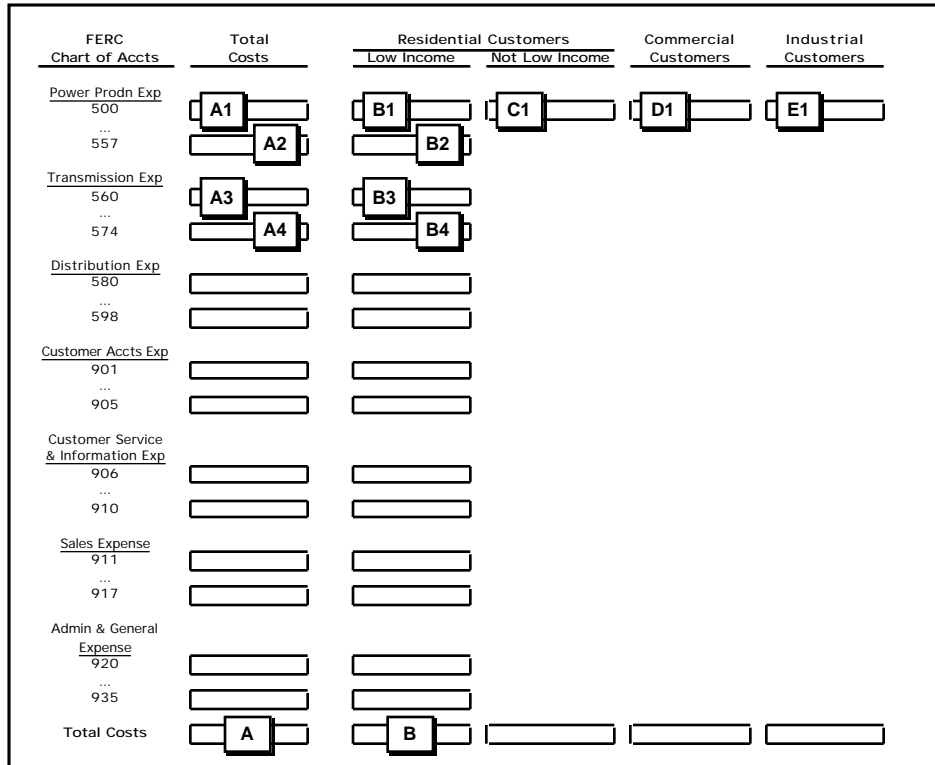 FERC Total Residential Customers Commercial Industrial
Chart of Accts Costs Low Income Not Low Income Customers Customers
Power Prodn Exp
500 A1 B1 C1 D1 E1
...
557 A2 B2
Transmission Exp
560 A3 B3
...
574 A4 B4
Distribution Exp
580
...
598
Customer Accts Exp
901
...
905
Customer Service
& Information Exp
906
...
910
Sales Expense
911
...
917
Admin & General
Expense
920
...
935
Total Costs A B